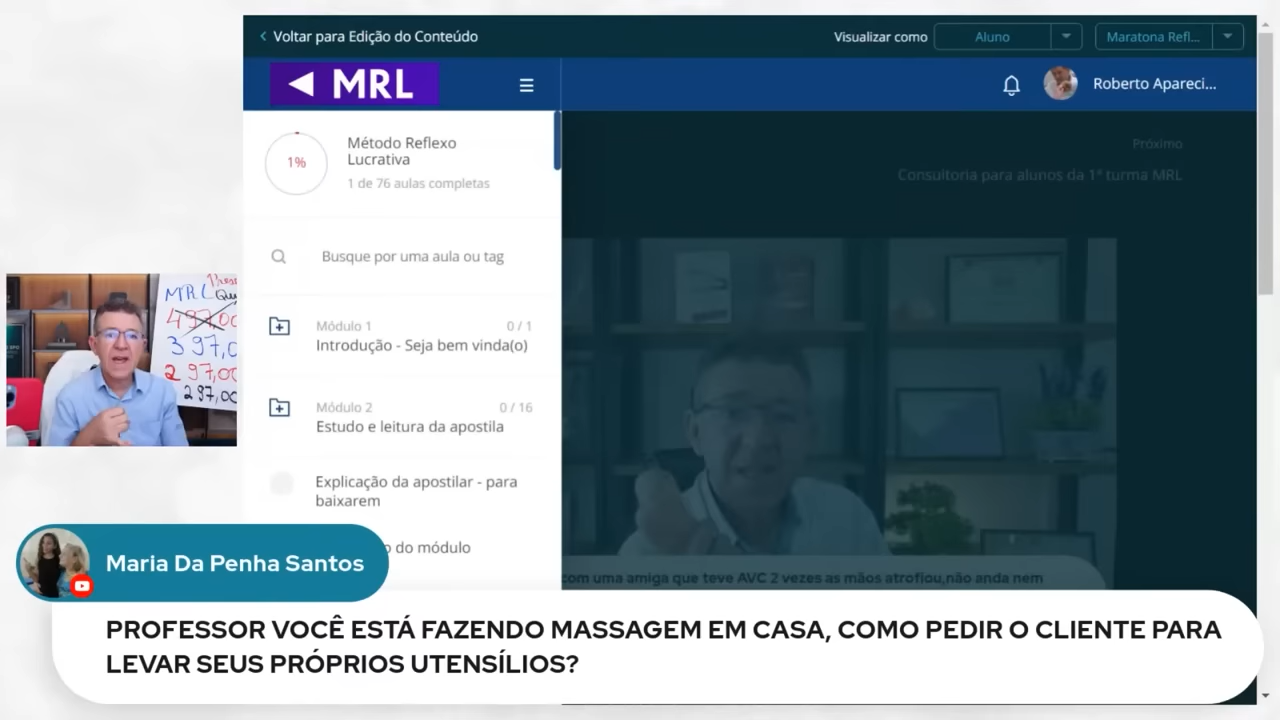 Voltar para Edição do Conteúdo
Visualizar como
Aluno
Maratona Refl...
MRL
Roberto Apareci...
1%
Método Reflexo
Lucrativa
1 de 76 aulas completas
Próximo
Consultoria para alunos da 1ª turma MRL
Busque por uma aula ou tag
Módulo 1
0 / 1
Introdução - Seja bem vinda(o)
Módulo 2
0 / 16
Estudo e leitura da apostila
Explicação da apostilar - para
baixarem
o do módulo
MRL
497,00
397,0
297,00
297,00
com uma amiga que teve AVC 2 vezes as mãos atrofiou,não anda nem
Maria Da Penha Santos
PROFESSOR VOCÊ ESTÁ FAZENDO MASSAGEM EM CASA, COMO PEDIR O CLIENTE PARA
LEVAR SEUS PRÓPRIOS UTENSÍLIOS?